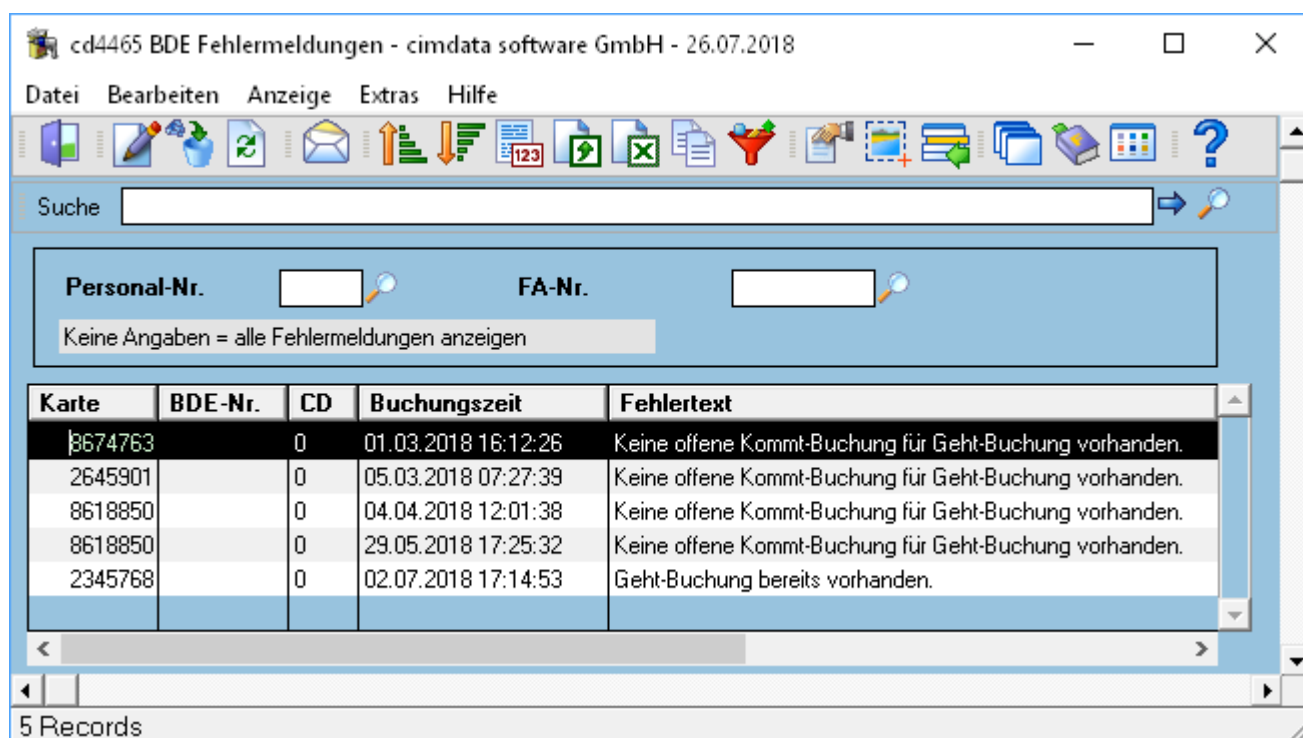 cd4465 BDE Fehlermeldungen - cimdata software GmbH - 26.07.2018
Datei Bearbeiten Anzeige Extras Hilfe
123
Suche
Personal-Nr. FA-Nr.
Keine Angaben = alle Fehlermeldungen anzeigen
Karte BDE-Nr. CD Buchungszeit Fehlertext
8674763 0 01.03.2018 16:12:26 Keine offene Kommt-Buchung für Geht-Buchung vorhanden.
2645901 0 05.03.2018 07:27:39 Keine offene Kommt-Buchung für Geht-Buchung vorhanden.
8618850 0 04.04.2018 12:01:38 Keine offene Kommt-Buchung für Geht-Buchung vorhanden.
8618850 0 29.05.2018 17:25:32 Keine offene Kommt-Buchung für Geht-Buchung vorhanden.
2345768 0 02.07.2018 17:14:53 Geht-Buchung bereits vorhanden.
5 Records